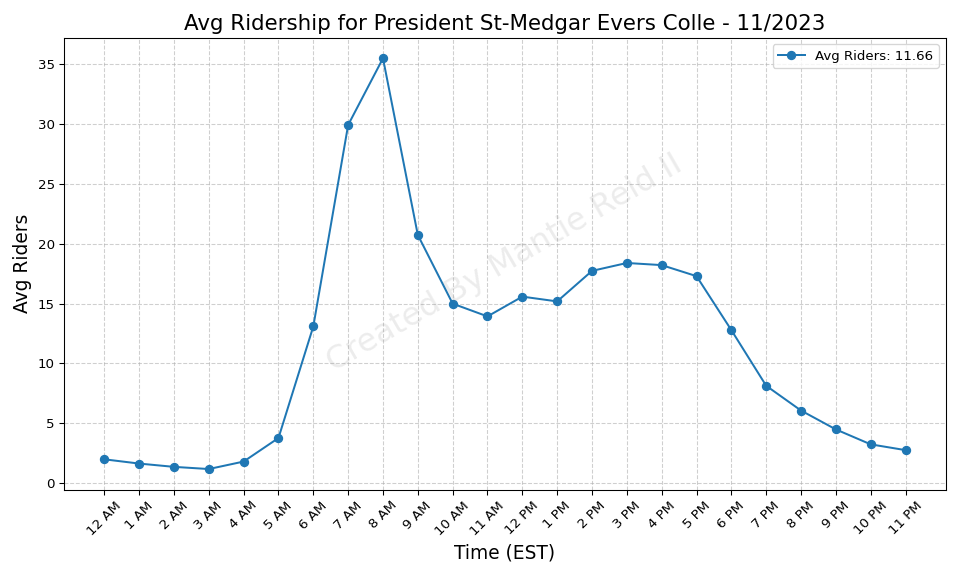 Avg Ridership for President St-Medgar Evers Colle - 11/2023
Avg Riders: 11.66
Avg Riders
35
30
25
20
15
10
5
0
Created By Mantle Reid II
12 AM
1 AM
2 AM
3 AM
4 AM
5 AM
6 AM
7 AM
8 AM
9 AM
10 AM
11 AM
12 PM
1 PM
2 PM
3 PM
4 PM
5 PM
6 PM
7 PM
8 PM
9 PM
10 PM
11 PM
Time (EST)